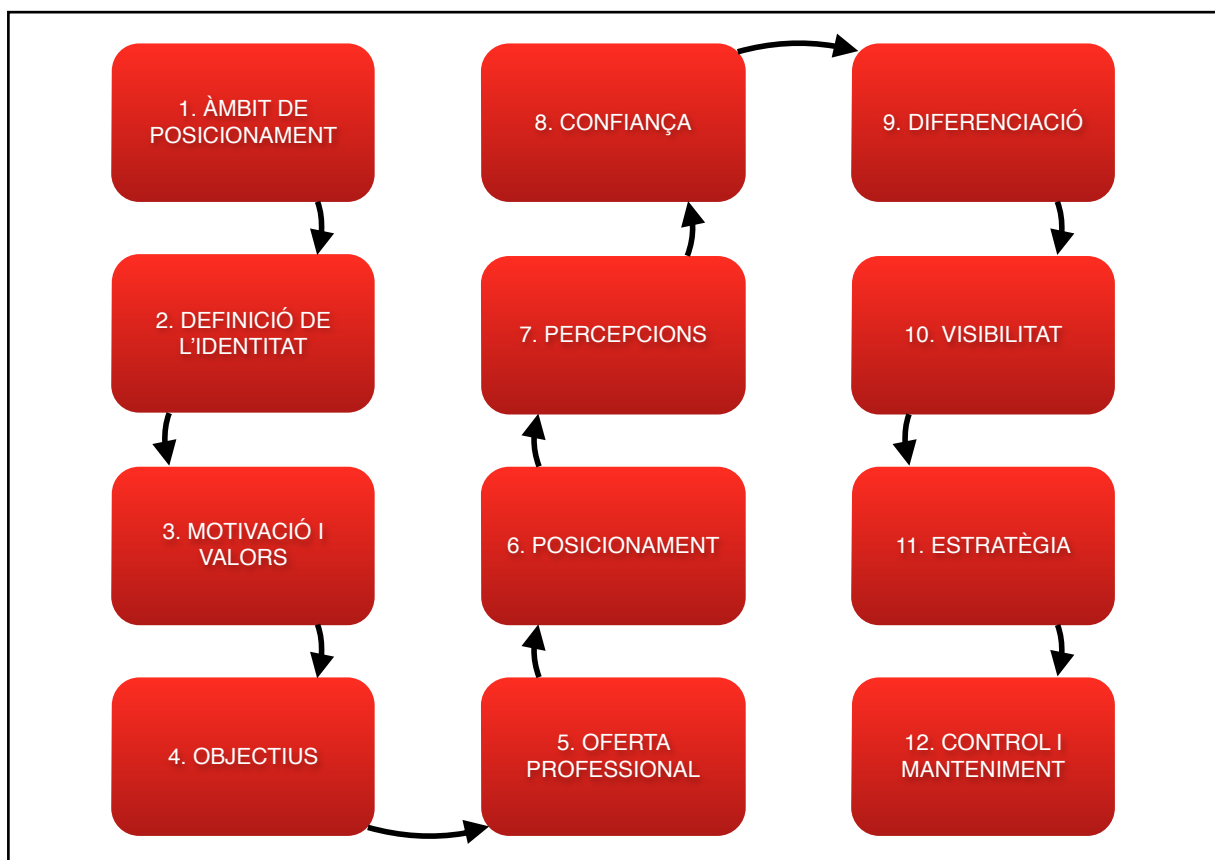 1. ÀMBIT DE
POSICIONAMENT
2. DEFINICIÓ DE
L'IDENTITAT
3. MOTIVACIÓ I
VALORS
4. OBJECTIUS
5. OFERTA
PROFESSIONAL
6. POSICIONAMENT
7. PERCEPCIONS
8. CONFIANÇA
9. DIFERENCIACIÓ
10. VISIBILITAT
11. ESTRATÈGIA
12. CONTROL I
MANTENIMENT